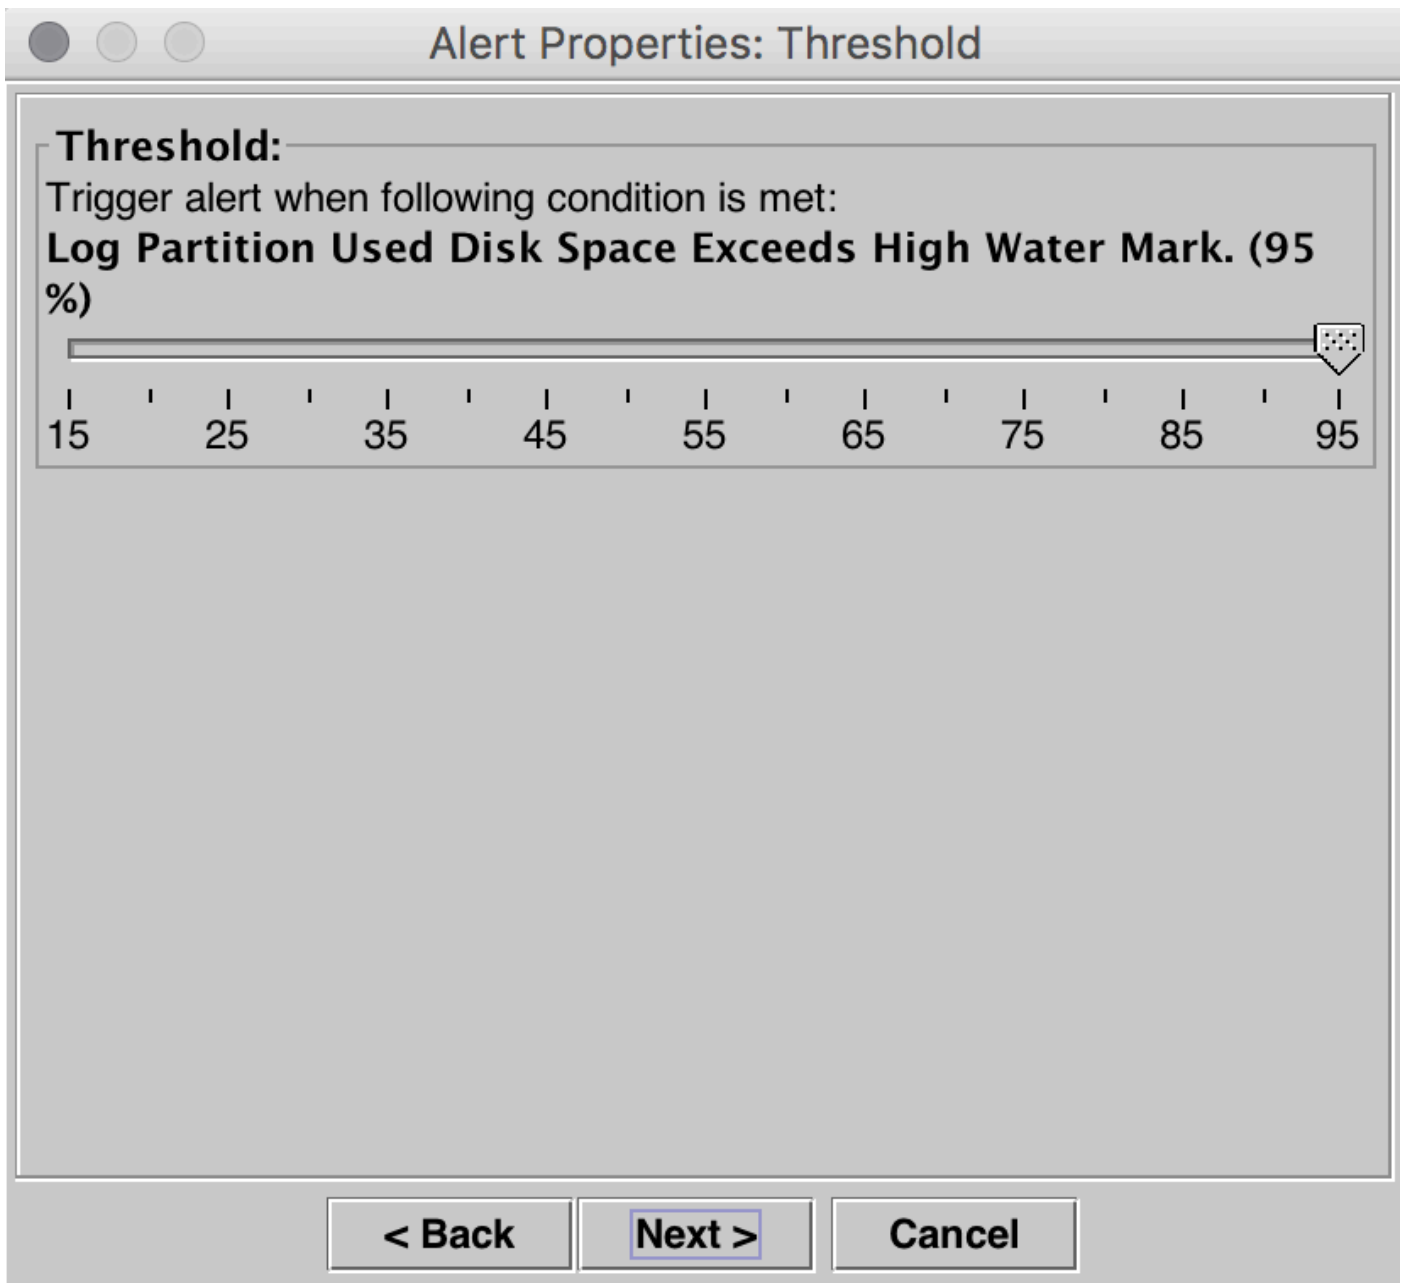 Alert Properties: Threshold
Threshold:
Trigger alert when following condition is met:
Log Partition Used Disk Space Exceeds High Water Mark. (95
%)
15 25 35 45 55 65 75 85 95
< Back Next > Cancel